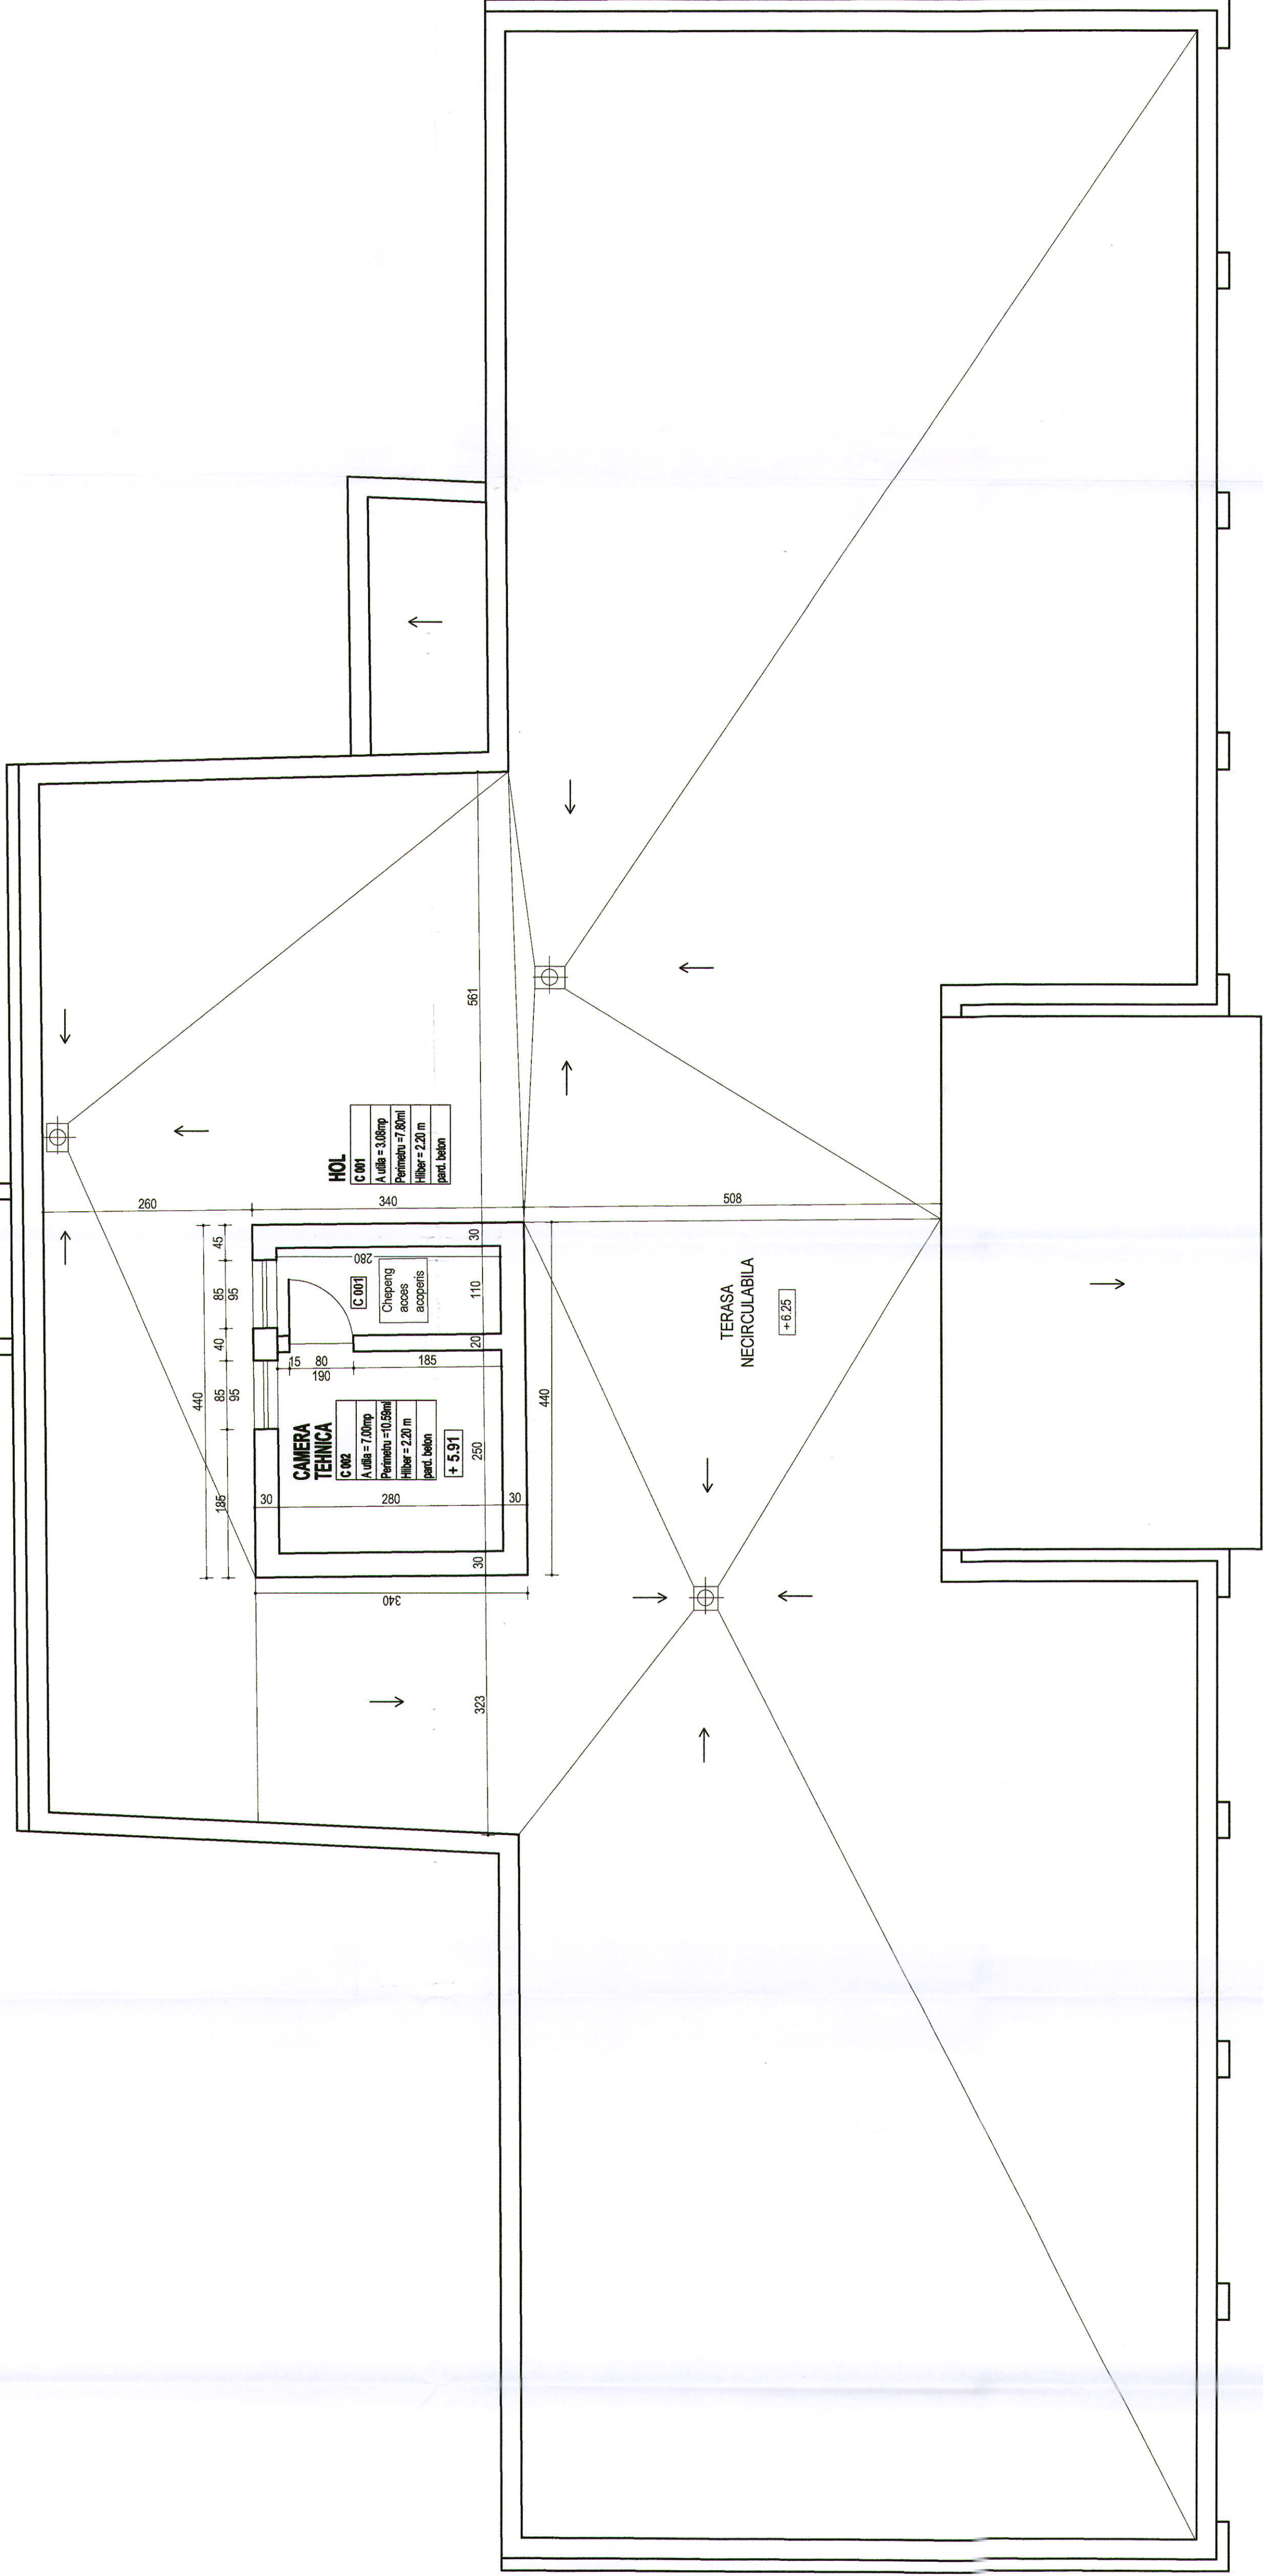 HOL
C 001
A utila = 3.08mp
Perimetru =7.80ml
Hliber = 2.20 m
pard. beton
CAMERA
TEHNICA
C 002
A utila = 7.00mp
Perimetru =10.59ml
Hliber = 2.20 m
pard. beton
+ 5.91
C 001
Chepeng
acces
acoperis
TERASA
NECIRCULABILA
+6.25
260
340
508
561
440
185
85
95
40
85
95
45
30
280
30
340
323
30
250
20
110
30
280
15
80
190
185
440